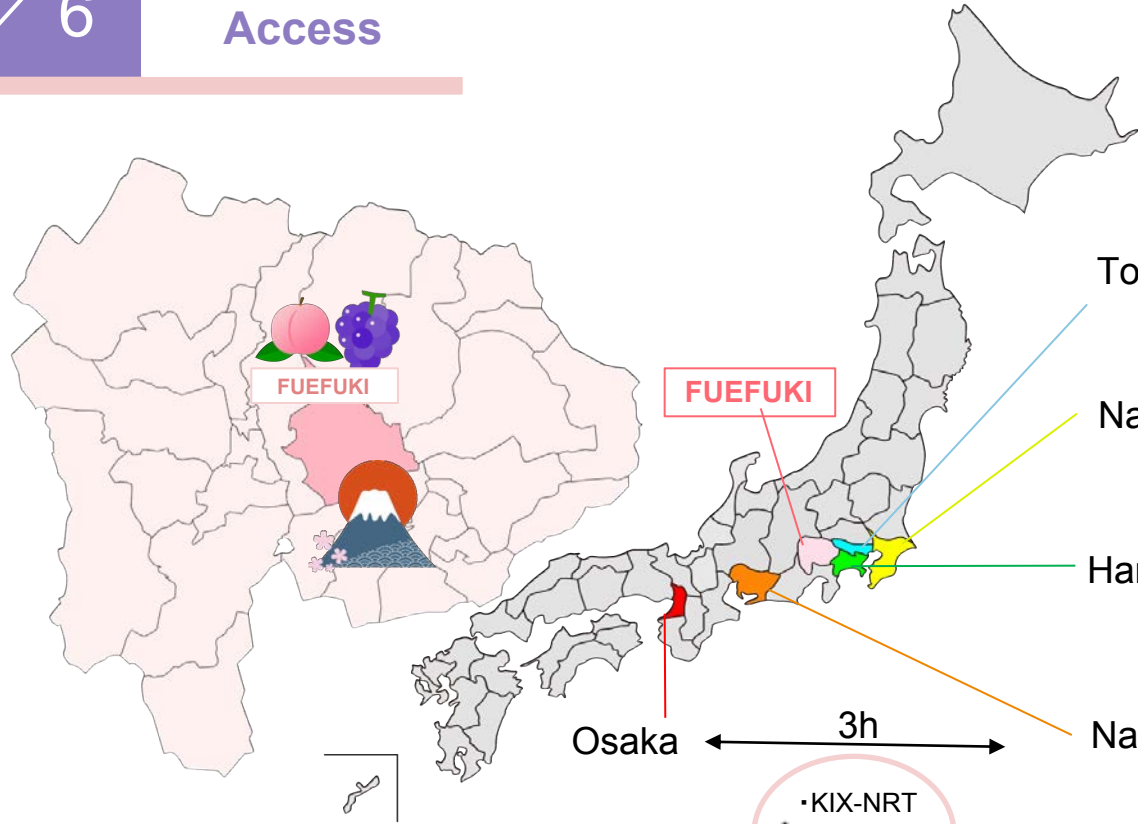 / 6
Access
FUEFUKI
FUEFUKI
To
Na
Har
Osaka
3h
Na
・KIX-NRT